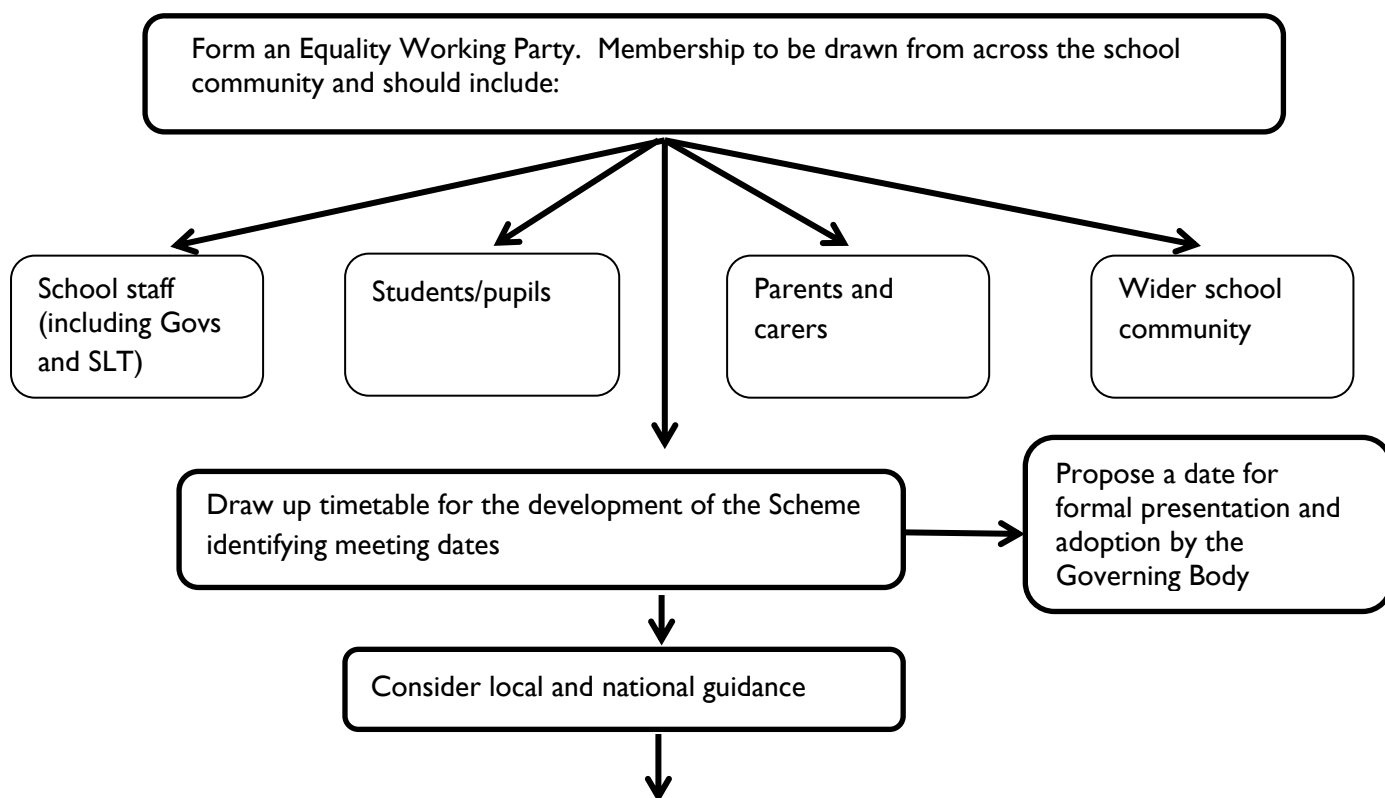 Form an Equality Working Party.  Membership to be drawn from across the school
community and should include:
School staff
(including Govs
and SLT)
Students/pupils
Parents and
carers
Wider school
community
Draw up timetable for the development of the Scheme
identifying meeting dates
Propose a date for
formal presentation and
adoption by the
Governing Body
Consider local and national guidance